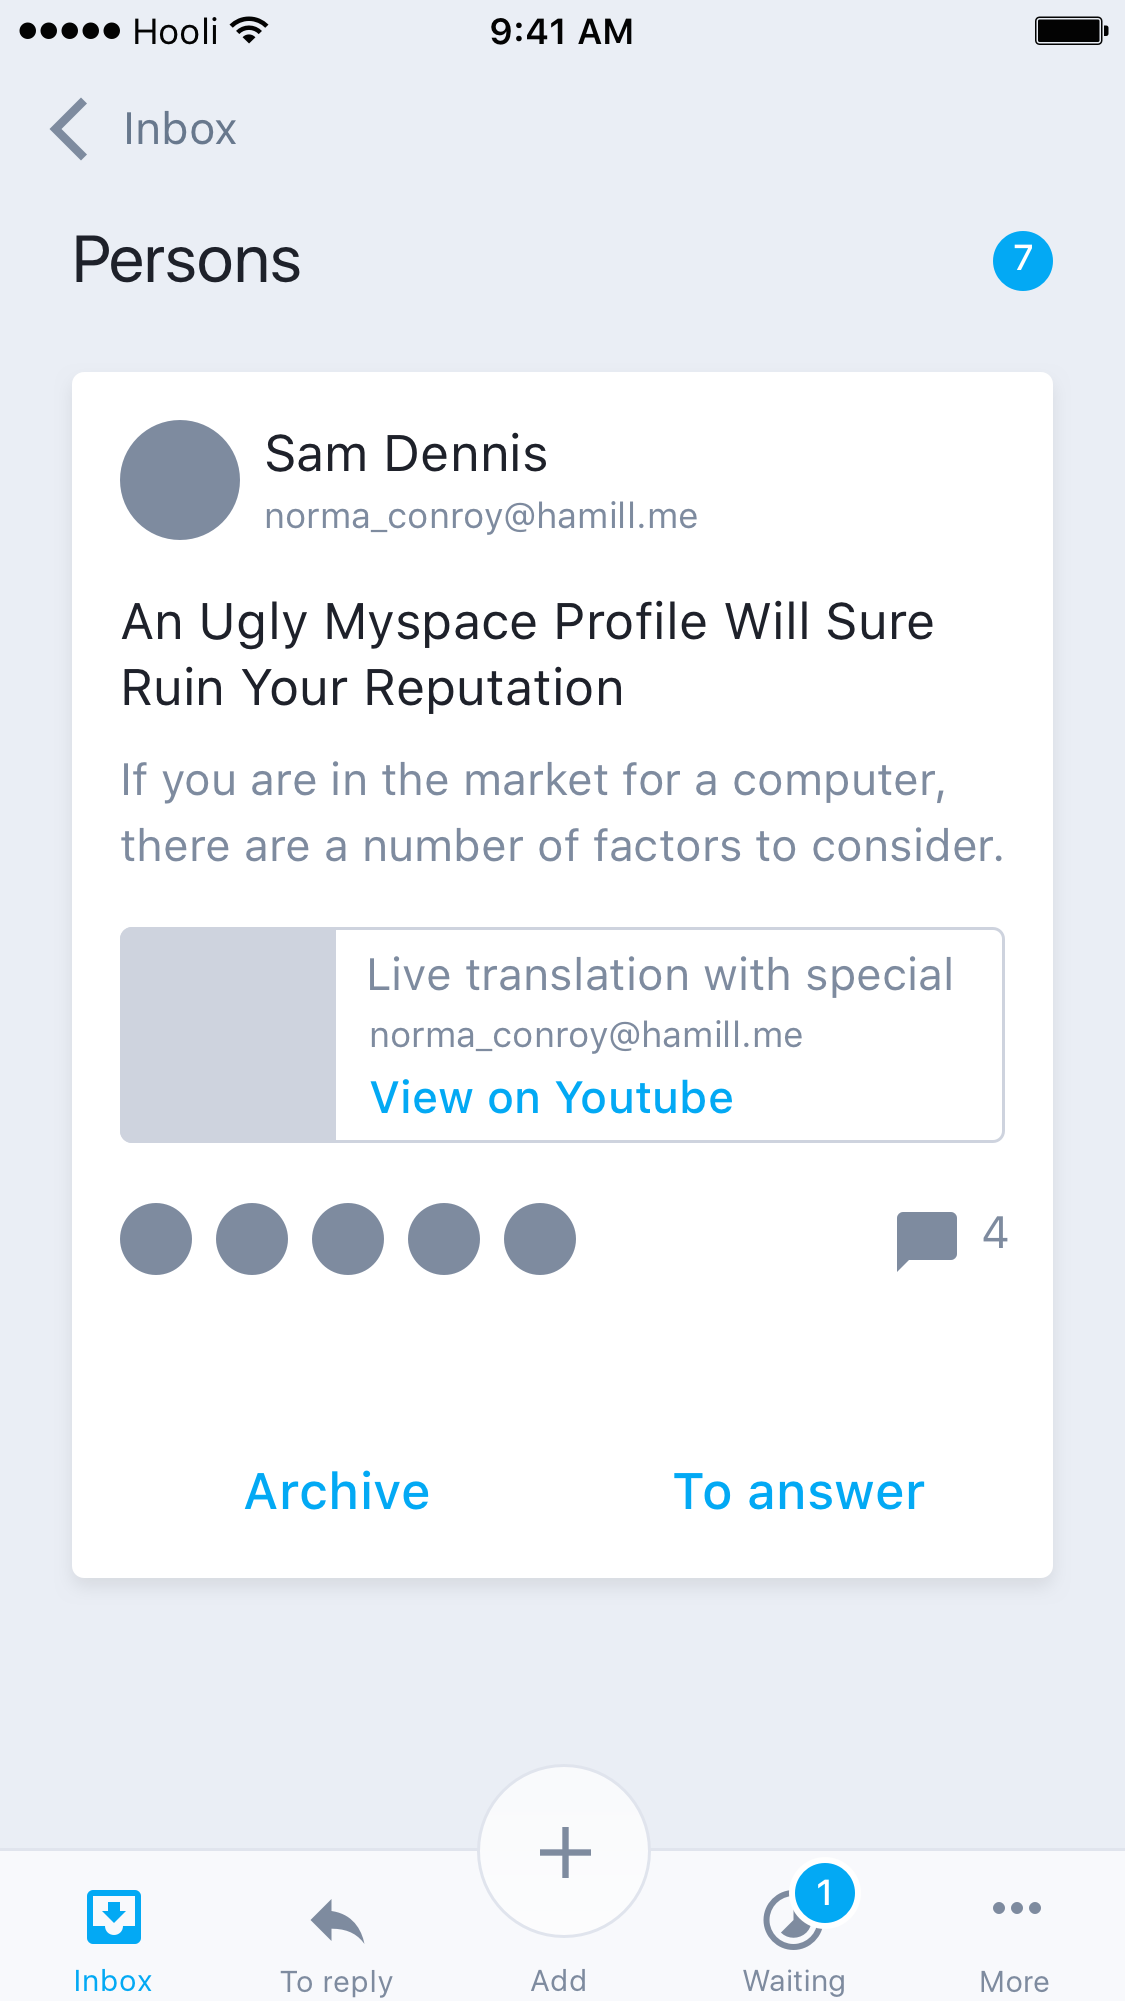 Hooli 9:41 AM
Inbox
Persons 7
Sam Dennis
norma_conroy@hamill.me
An Ugly Myspace Profile Will Sure
Ruin Your Reputation
If you are in the market for a computer,
there are a number of factors to consider.
Live translation with special
norma_conroy@hamill.me
View on Youtube
4
Archive To answer
1
Inbox To reply Add Waiting More